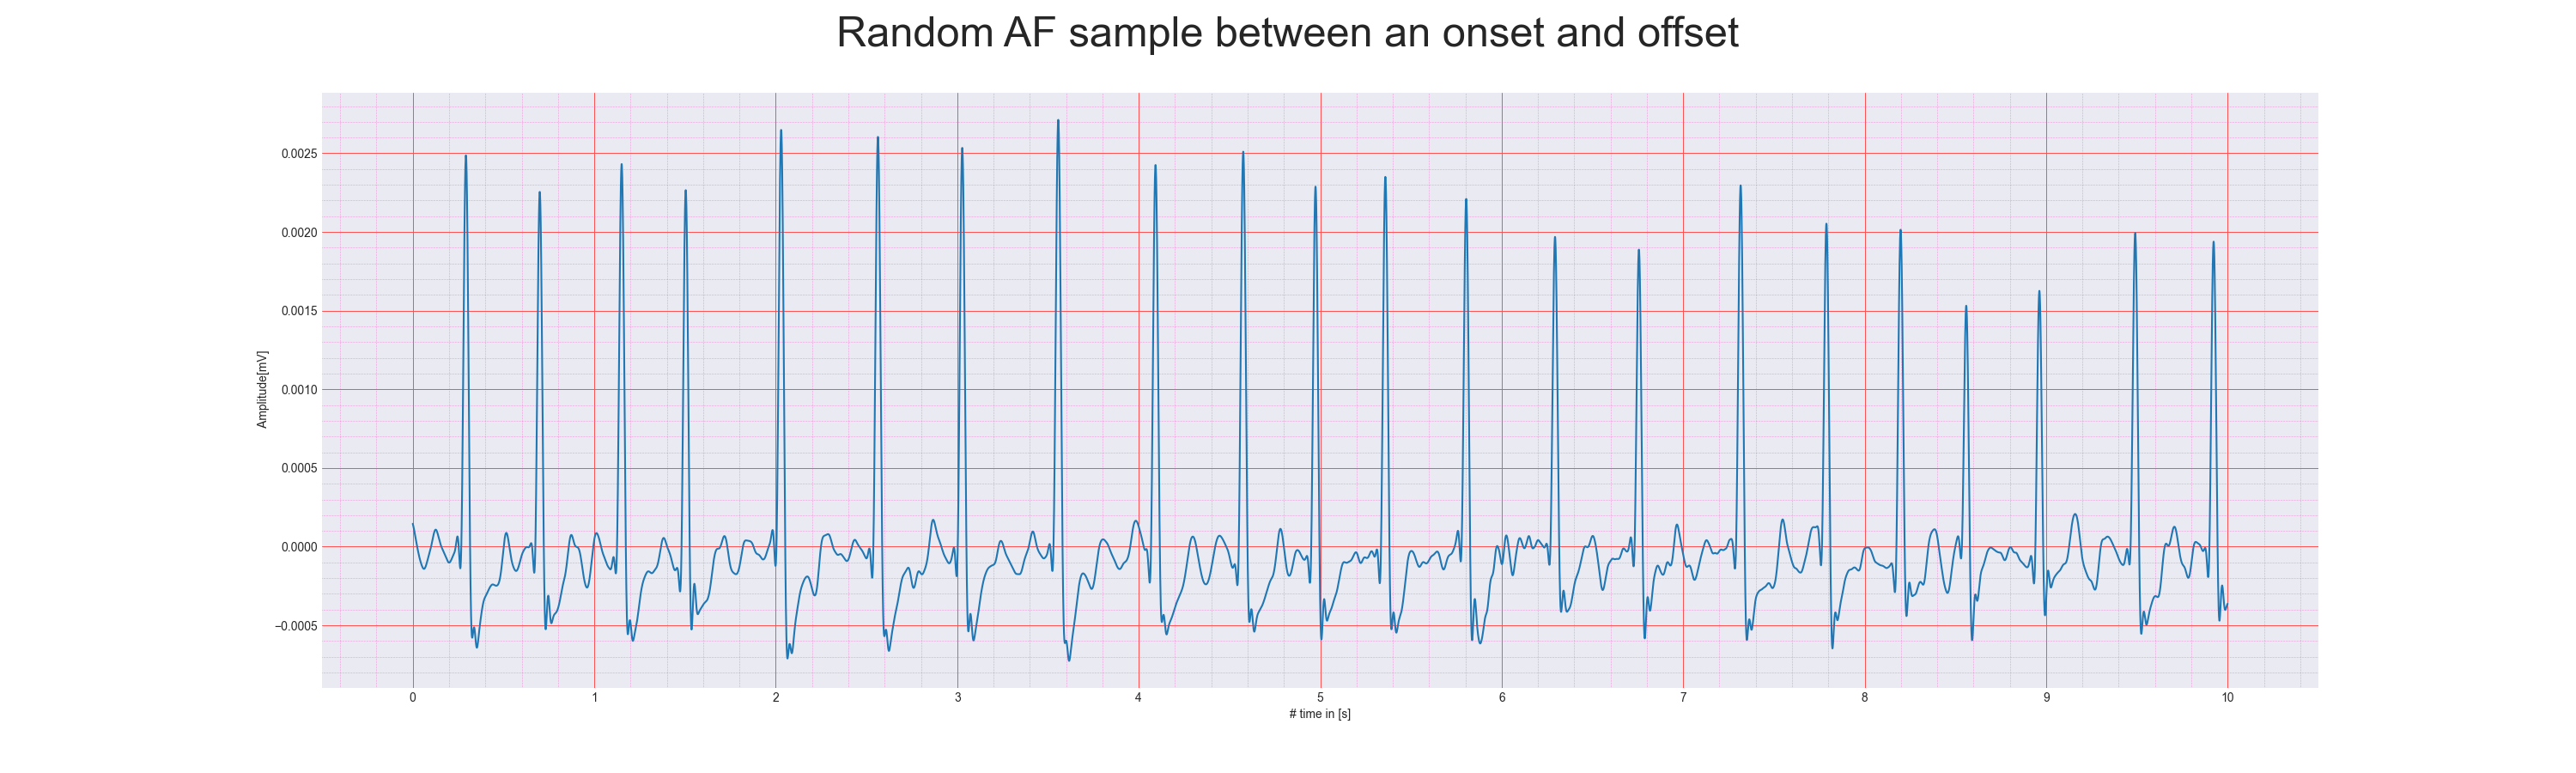 Random AF sample between an onset and offset
0.0025
0.0020
0.0015
0.0010
0.0005
0.0000
−0.0005
Amplitude[mV]
0 1 2 3 4 5 6 7 8 9 10
# time in [s]